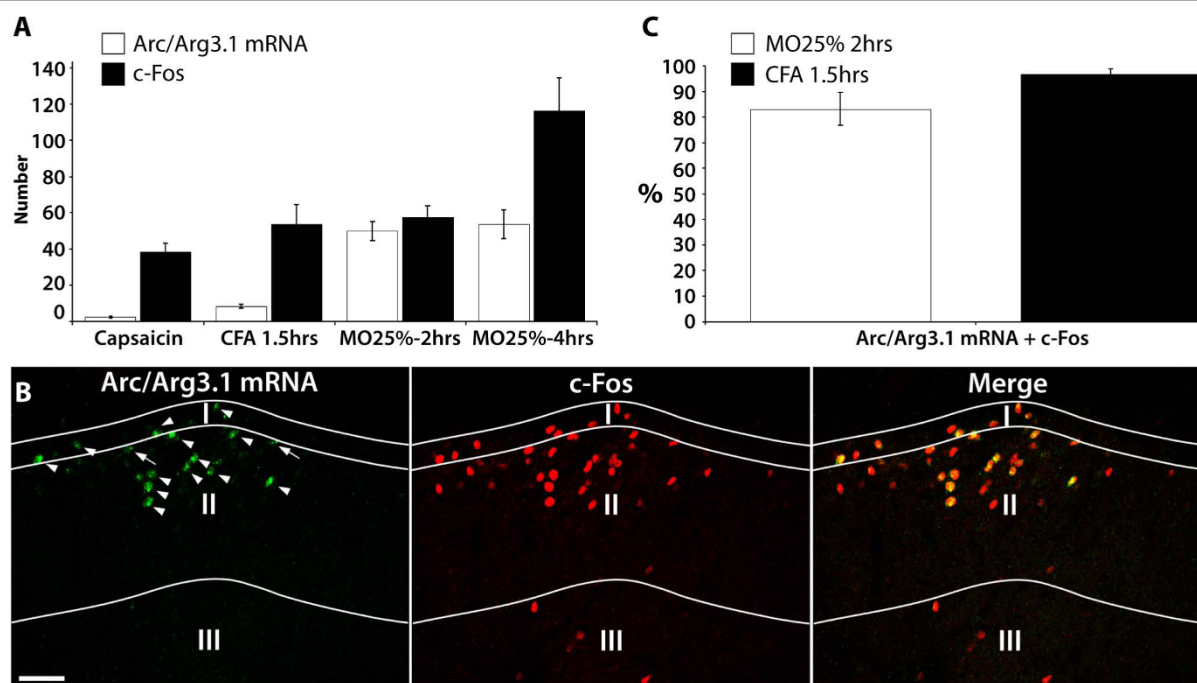 A
Arc/Arg3.1 mRNA
c-Fos
Number
140
120
100
80
60
40
20
0
Capsaicin
CFA 1.5hrs
MO25%-2hrs
MO25%-4hrs
C
MO25% 2hrs
CFA 1.5hrs
%
100
90
80
70
60
50
40
30
20
10
0
Arc/Arg3.1 mRNA + c-Fos
B
Arc/Arg3.1 mRNA
I
II
III
c-Fos
I
II
III
Merge
I
II
III